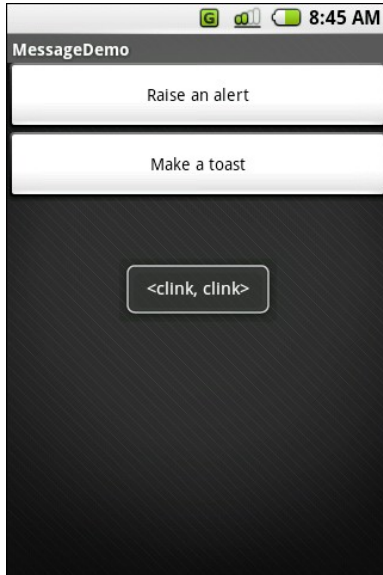 G 8:45 AM
MessageDemo
Raise an alert
Make a toast
<clink, clink>